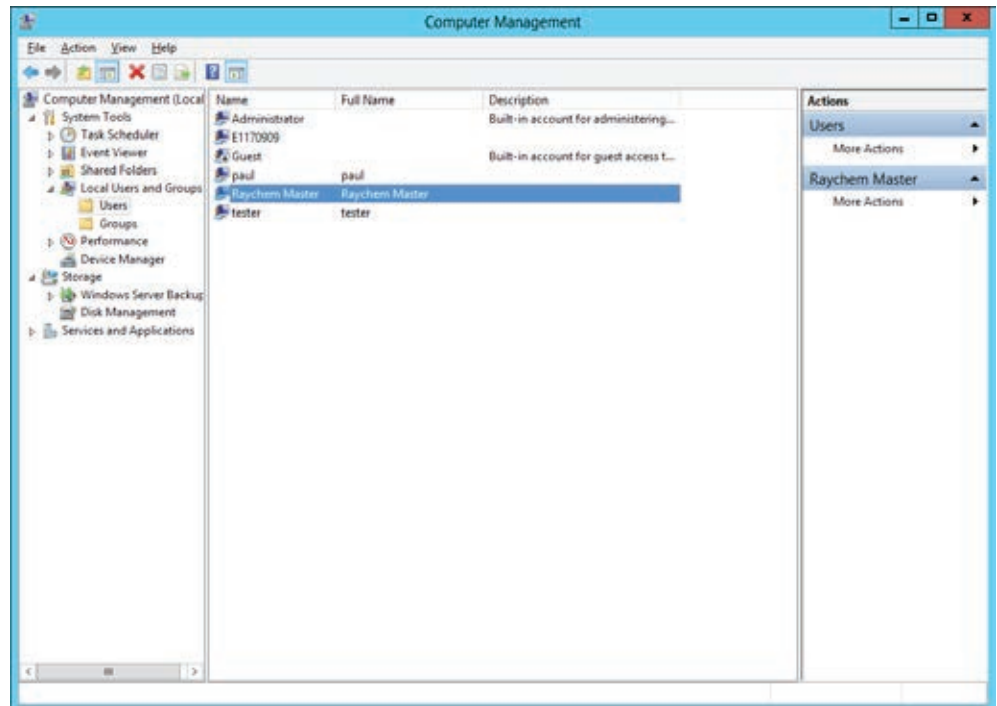 Computer Management
File Action View Help
Computer Management (Local
System Tools
Task Scheduler
Event Viewer
Shared Folders
Local Users and Groups
Users
Groups
Performance
Device Manager
Storage
Windows Server Backup
Disk Management
Services and Applications
Name Full Name Description
Administrator Built-in account for administering...
E1170909
Guest Built-in account for guest access t...
paul paul
Raychem Master Raychem Master
tester tester
Actions
Users
More Actions
Raychem Master
More Actions